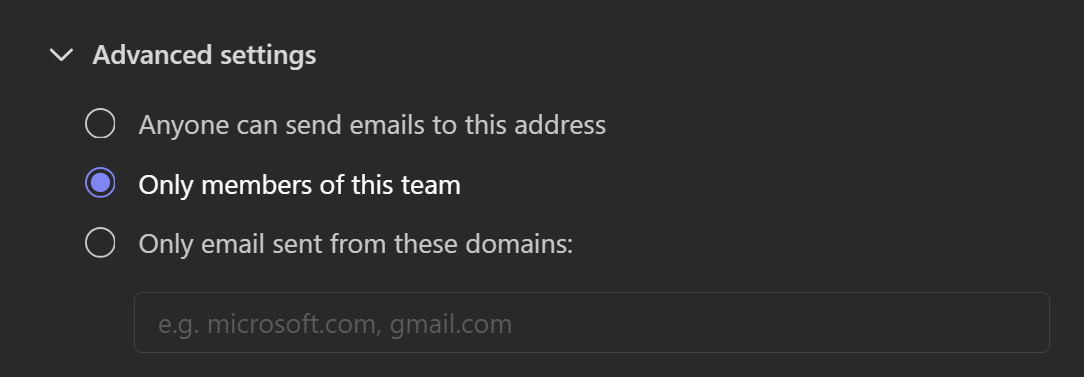 Advanced settings
Anyone can send emails to this address
Only members of this team
Only email sent from these domains:
e.g. microsoft.com, gmail.com